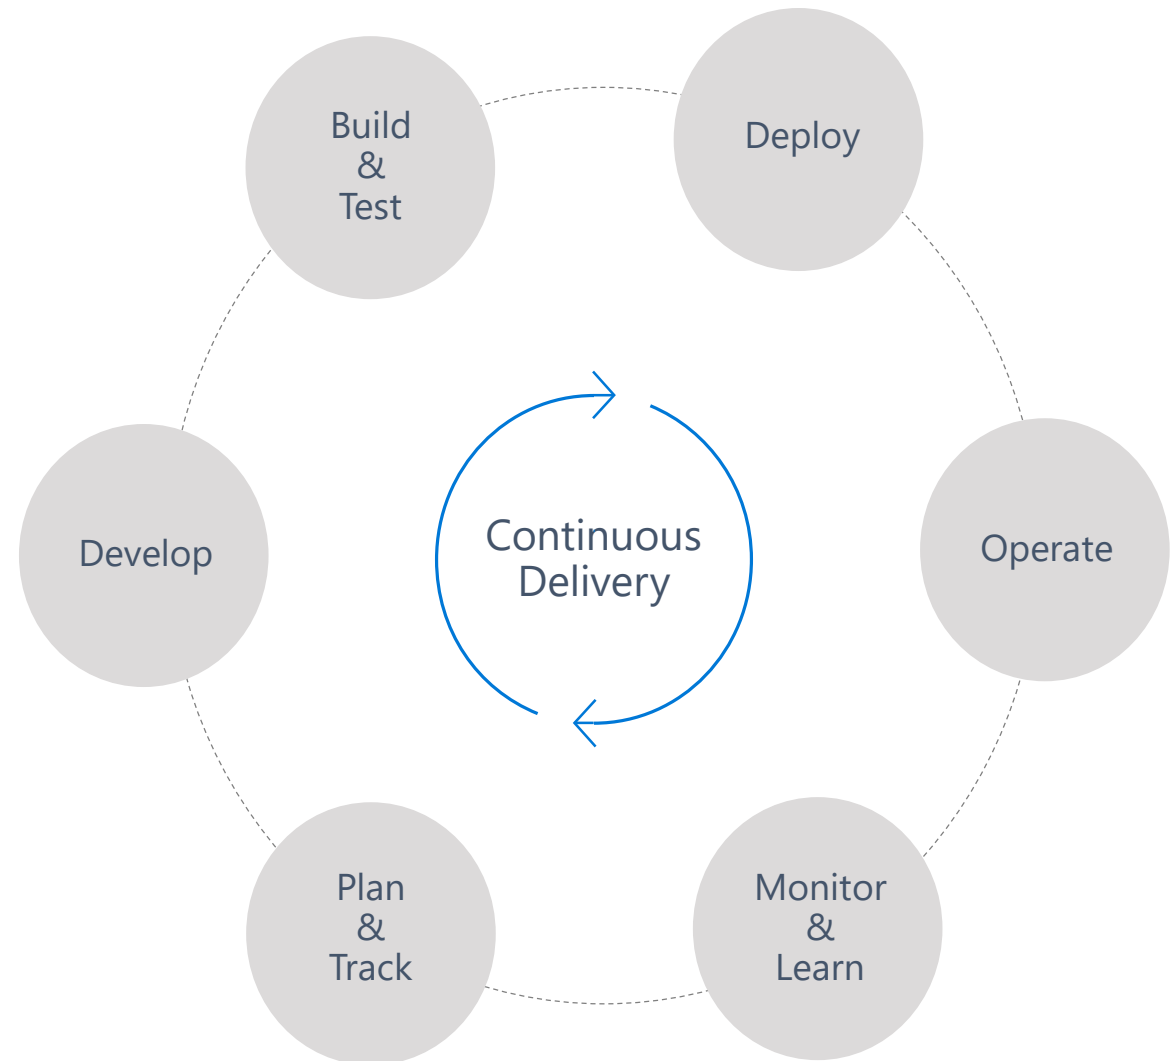 Build
&
Test
Deploy
Continuous
Delivery
Develop
Operate
Plan
&
Track
Monitor
&
Learn